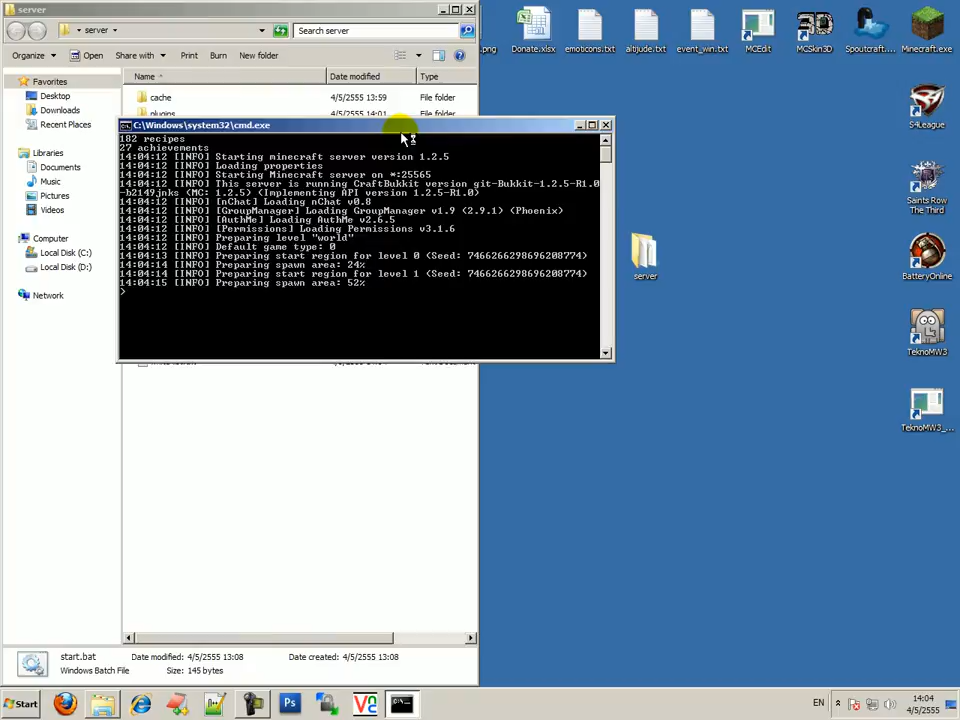 server
server
Search server
Organize
Open
Share with
Print
Burn
New folder
Favorites
Desktop
Downloads
Recent Places
Libraries
Documents
Music
Pictures
Videos
Computer
Local Disk (C:)
Local Disk (D:)
Network
Name
Date modified
Type
cache
4/5/2555 13:59
File folder
plugins
4/5/2555 14:01
File folder
C:\Windows\system32\cmd.exe
182 recipes
27 achievements
14:04:12 [INFO] Starting minecraft server version 1.2.5
14:04:12 [INFO] Loading properties
14:04:12 [INFO] Starting Minecraft server on *:25565
14:04:12 [INFO] This server is running CraftBukkit version git-Bukkit-1.2.5-R1.0
-b2149jnks (MC: 1.2.5) (Implementing API version 1.2.5-R1.0)
14:04:12 [INFO] [nChat] Loading nChat v0.8
14:04:12 [INFO] [GroupManager] Loading GroupManager v1.9 (2.9.1) (Phoenix)
14:04:12 [INFO] [AuthMe] Loading AuthMe v2.6.5
14:04:12 [INFO] [Permissions] Loading Permissions v3.1.6
14:04:12 [INFO] Preparing level "world"
14:04:12 [INFO] Default game type: 0
14:04:13 [INFO] Preparing start region for level 0 (Seed: 7466266298696208774)
14:04:14 [INFO] Preparing spawn area: 24%
14:04:14 [INFO] Preparing start region for level 1 (Seed: 7466266298696208774)
14:04:15 [INFO] Preparing spawn area: 52%
>
start.bat
Date modified: 4/5/2555 13:08
Date created: 4/5/2555 13:08
Windows Batch File
Size: 145 bytes
.png
Donate.xlsx
emoticons.txt
altijude.txt
event_win.txt
MCEdit
MCSkin3D
Spoutcraft....
Minecraft.exe
S4League
Saints Row
The Third
BatteryOnline
TeknoMW3
TeknoMW3_...
server
Start
Ps
EN
14:04
4/5/2555